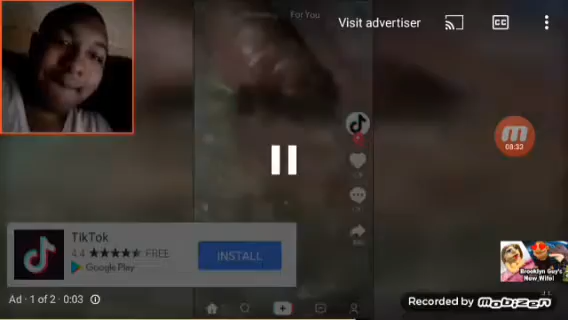 For You
Visit advertiser
CC
08:33
TikTok
4.4 FREE
INSTALL
Google Play
Brooklyn Guy's
New Wife!
Ad · 1 of 2 · 0:03
Recorded by MOBIZEN